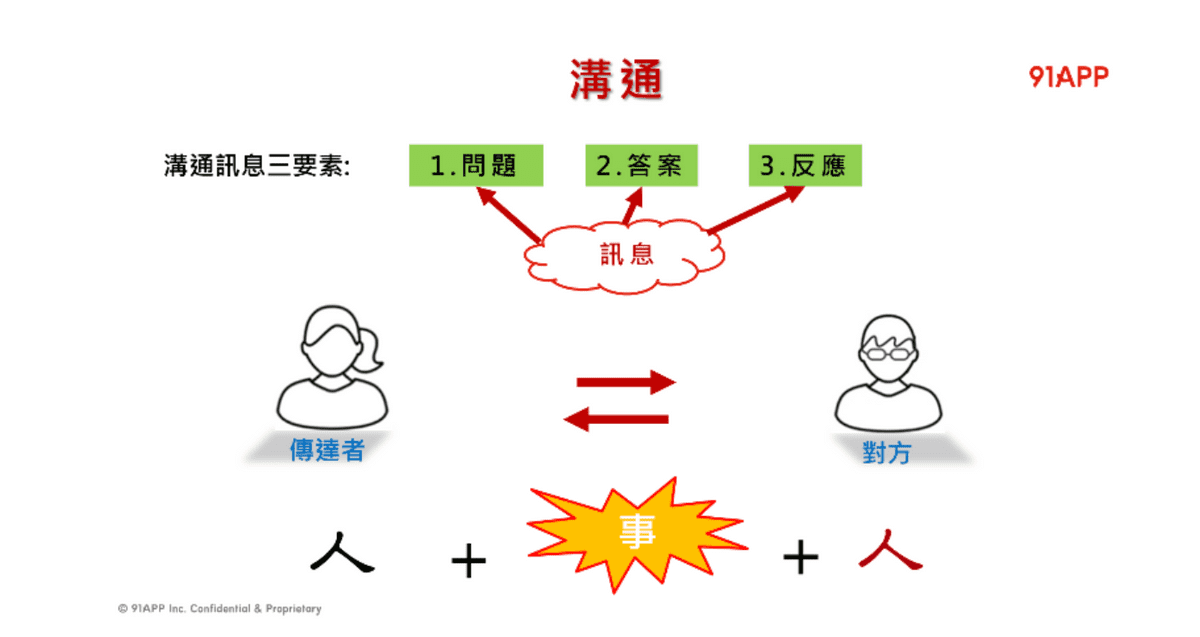 溝通
91APP
溝通訊息三要素:
1.問題
2.答案
3.反應
訊息
傳達者
對方
人 + 事 + 人
© 91APP Inc. Confidential & Proprietary